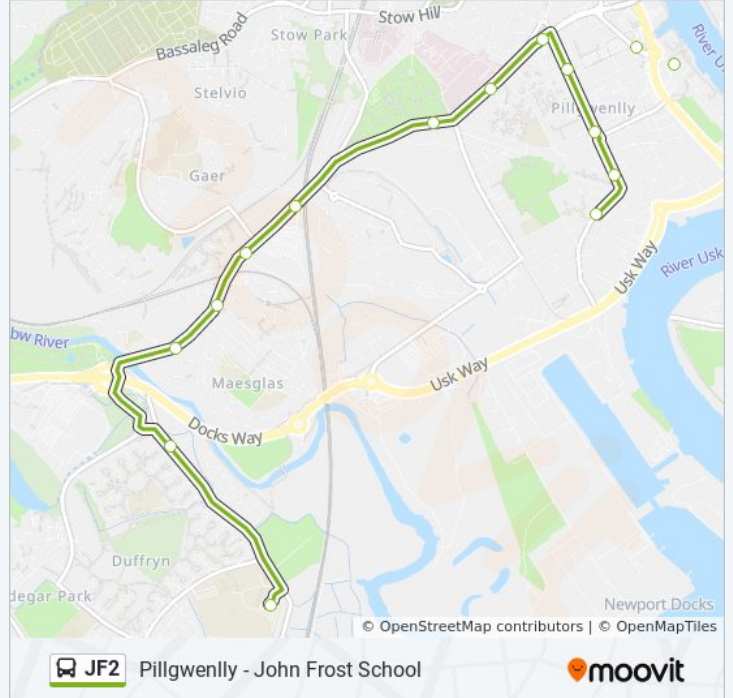 Stow Hill
Bassaleg Road
Stow Park
River U
Stelvio
Pillgwenlly
Gaer
River Usk
Usk Way
bw River
Maesglas
Usk Way
Docks Way
Duffryn
degar Park
Newport Docks
© OpenStreetMap contributors | © OpenMapTiles
JF2 Pillgwenlly - John Frost School moovit